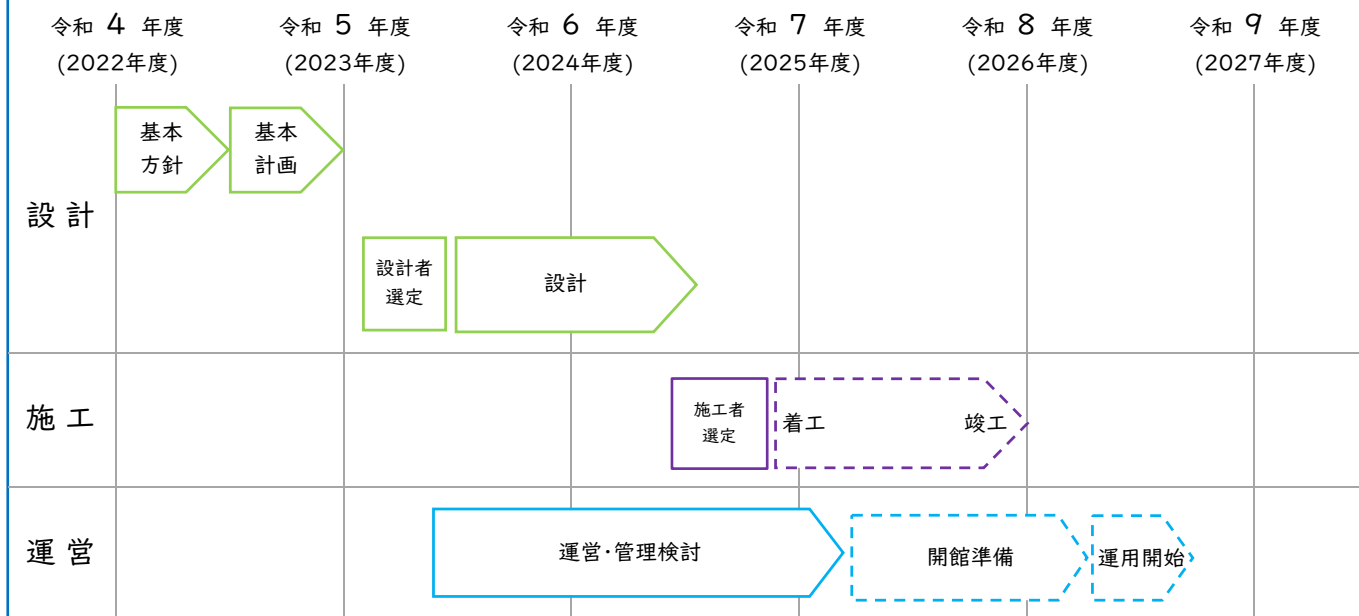 令和 4 年度 令和 5 年度 令和 6 年度 令和 7 年度 令和 8 年度 令和 9 年度
(2022年度) (2023年度) (2024年度) (2025年度) (2026年度) (2027年度)
設計
基本
方針
基本
計画
設計者
選定
設計
施工
施工者
選定
着工
竣工
運営
運営・管理検討
開館準備
運用開始